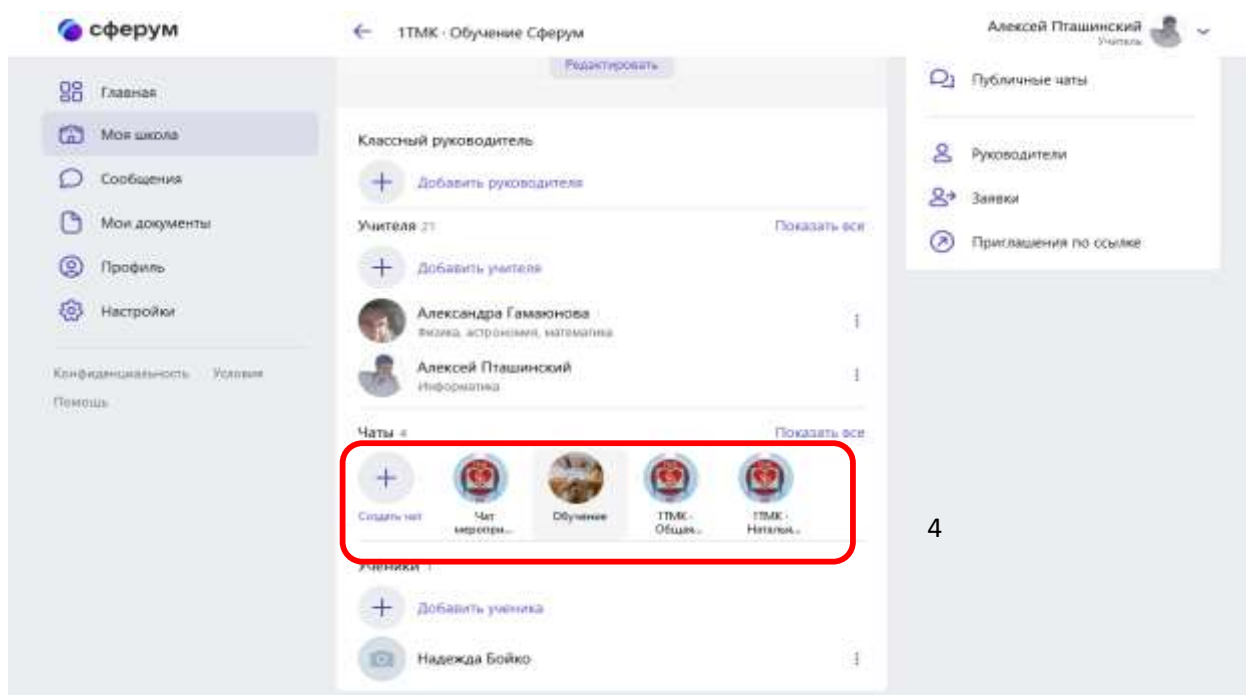 сферум
← 1ТМК · Обучение Сферум
Алексей Пташинский
Учитель
Главная
Моя школа
Сообщения
Мои документы
Профиль
Настройки
Конфиденциальность Условия
Помощь
Редактировать
Классный руководитель
Добавить руководителя
Учителя 21
Показать все
Добавить учителя
Александра Гамаюнова
Физика, астрономия, математика
Алексей Пташинский
Информатика
Чаты 4
Показать все
Создать чат
Чат
меропри...
Обучение
1ТМК -
Общая...
1ТМК -
Наталья...
Ученики 1
Добавить ученика
Надежда Бойко
Публичные чаты
Руководители
Заявки
Приглашения по ссылке
4